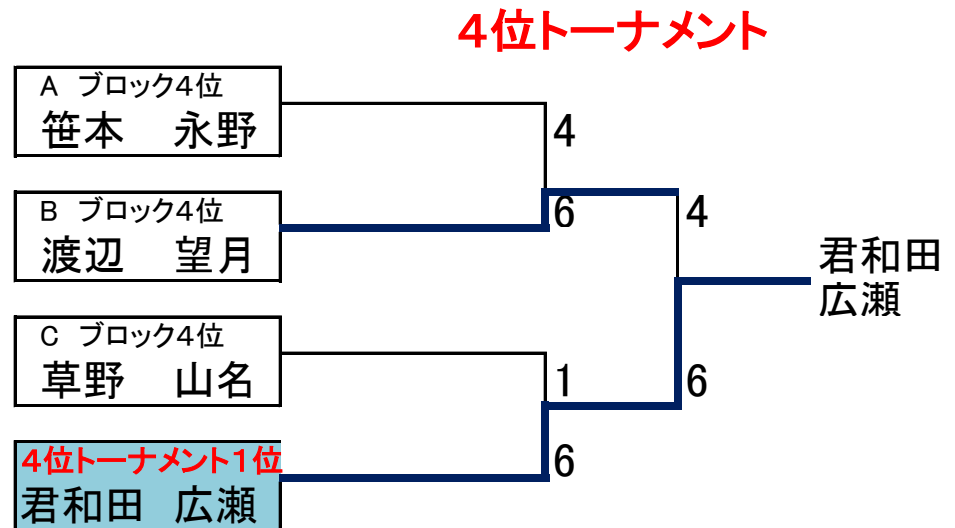 ４位トーナメント
A ブロック４位
笹本 永野
4
B ブロック４位
渡辺 望月
6
4
君和田
広瀬
C ブロック４位
草野 山名
1
6
４位トーナメント１位
君和田 広瀬
6